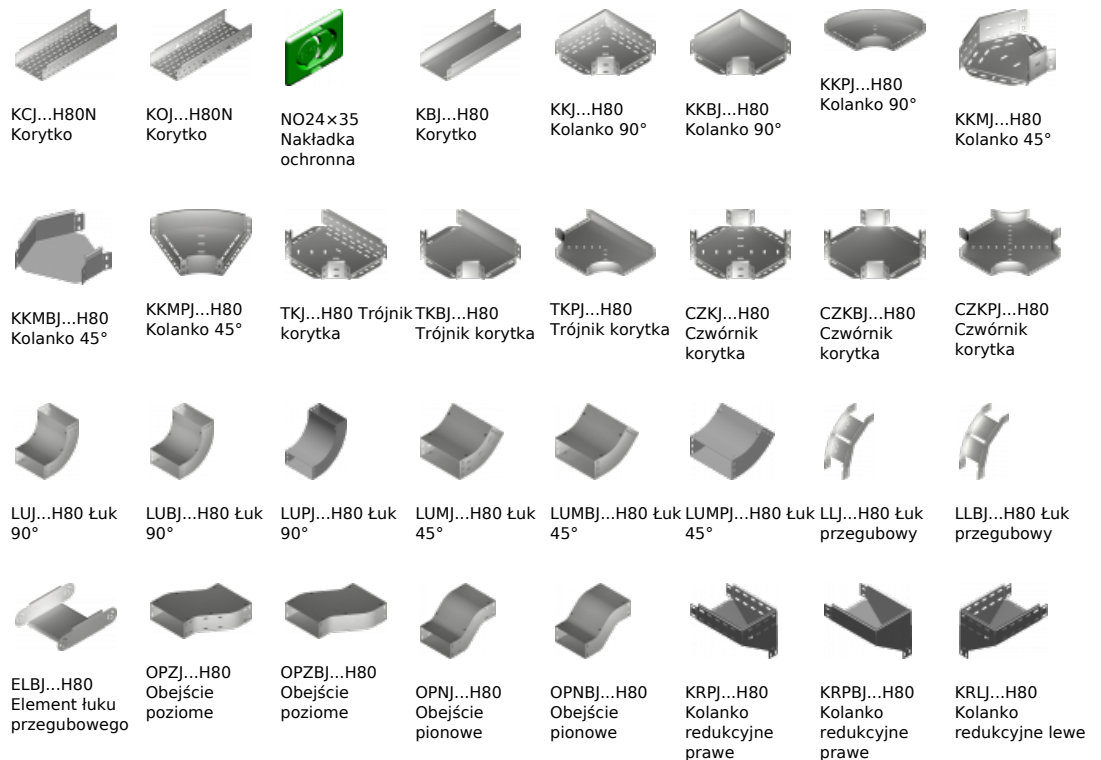 KCJ...H80N
Korytko
KOJ...H80N
Korytko
NO24×35
Nakładka
ochronna
KBJ...H80
Korytko
KKJ...H80
Kolanko 90°
KKBJ...H80
Kolanko 90°
KKPJ...H80
Kolanko 90°
KKMJ...H80
Kolanko 45°
KKMBJ...H80
Kolanko 45°
KKMPJ...H80
Kolanko 45°
TKJ...H80 Trójnik
korytka
TKBJ...H80
Trójnik korytka
TKPJ...H80
Trójnik korytka
CZKJ...H80
Czwórnik
korytka
CZKBJ...H80
Czwórnik
korytka
CZKPJ...H80
Czwórnik
korytka
LUJ...H80 Łuk
90°
LUBJ...H80 Łuk
90°
LUPJ...H80 Łuk
90°
LUMJ...H80 Łuk
45°
LUMBJ...H80 Łuk
45°
LUMPJ...H80 Łuk
45°
LLJ...H80 Łuk
przegubowy
LLBJ...H80 Łuk
przegubowy
ELBJ...H80
Element łuku
przegubowego
OPZJ...H80
Obejście
poziome
OPZBJ...H80
Obejście
poziome
OPNJ...H80
Obejście
pionowe
OPNBJ...H80
Obejście
pionowe
KRPJ...H80
Kolanko
redukcyjne
prawe
KRPBJ...H80
Kolanko
redukcyjne
prawe
KRLJ...H80
Kolanko
redukcyjne lewe